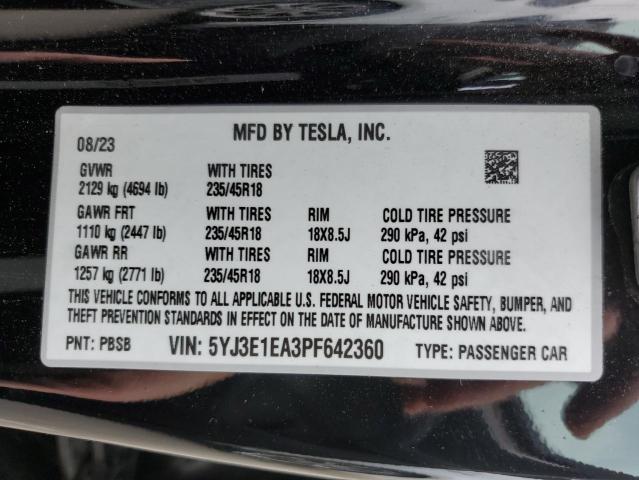 MFD BY TESLA, INC.
08/23
GVWR WITH TIRES
2129 kg (4694 lb) 235/45R18
GAWR FRT WITH TIRES RIM COLD TIRE PRESSURE
1110 kg (2447 lb) 235/45R18 18X8.5J 290 kPa, 42 psi
GAWR RR WITH TIRES RIM COLD TIRE PRESSURE
1257 kg (2771 lb) 235/45R18 18X8.5J 290 kPa, 42 psi
THIS VEHICLE CONFORMS TO ALL APPLICABLE U.S. FEDERAL MOTOR VEHICLE SAFETY, BUMPER, AND
THEFT PREVENTION STANDARDS IN EFFECT ON THE DATE OF MANUFACTURE SHOWN ABOVE.
PNT: PBSB VIN: 5YJ3E1EA3PF642360 TYPE: PASSENGER CAR